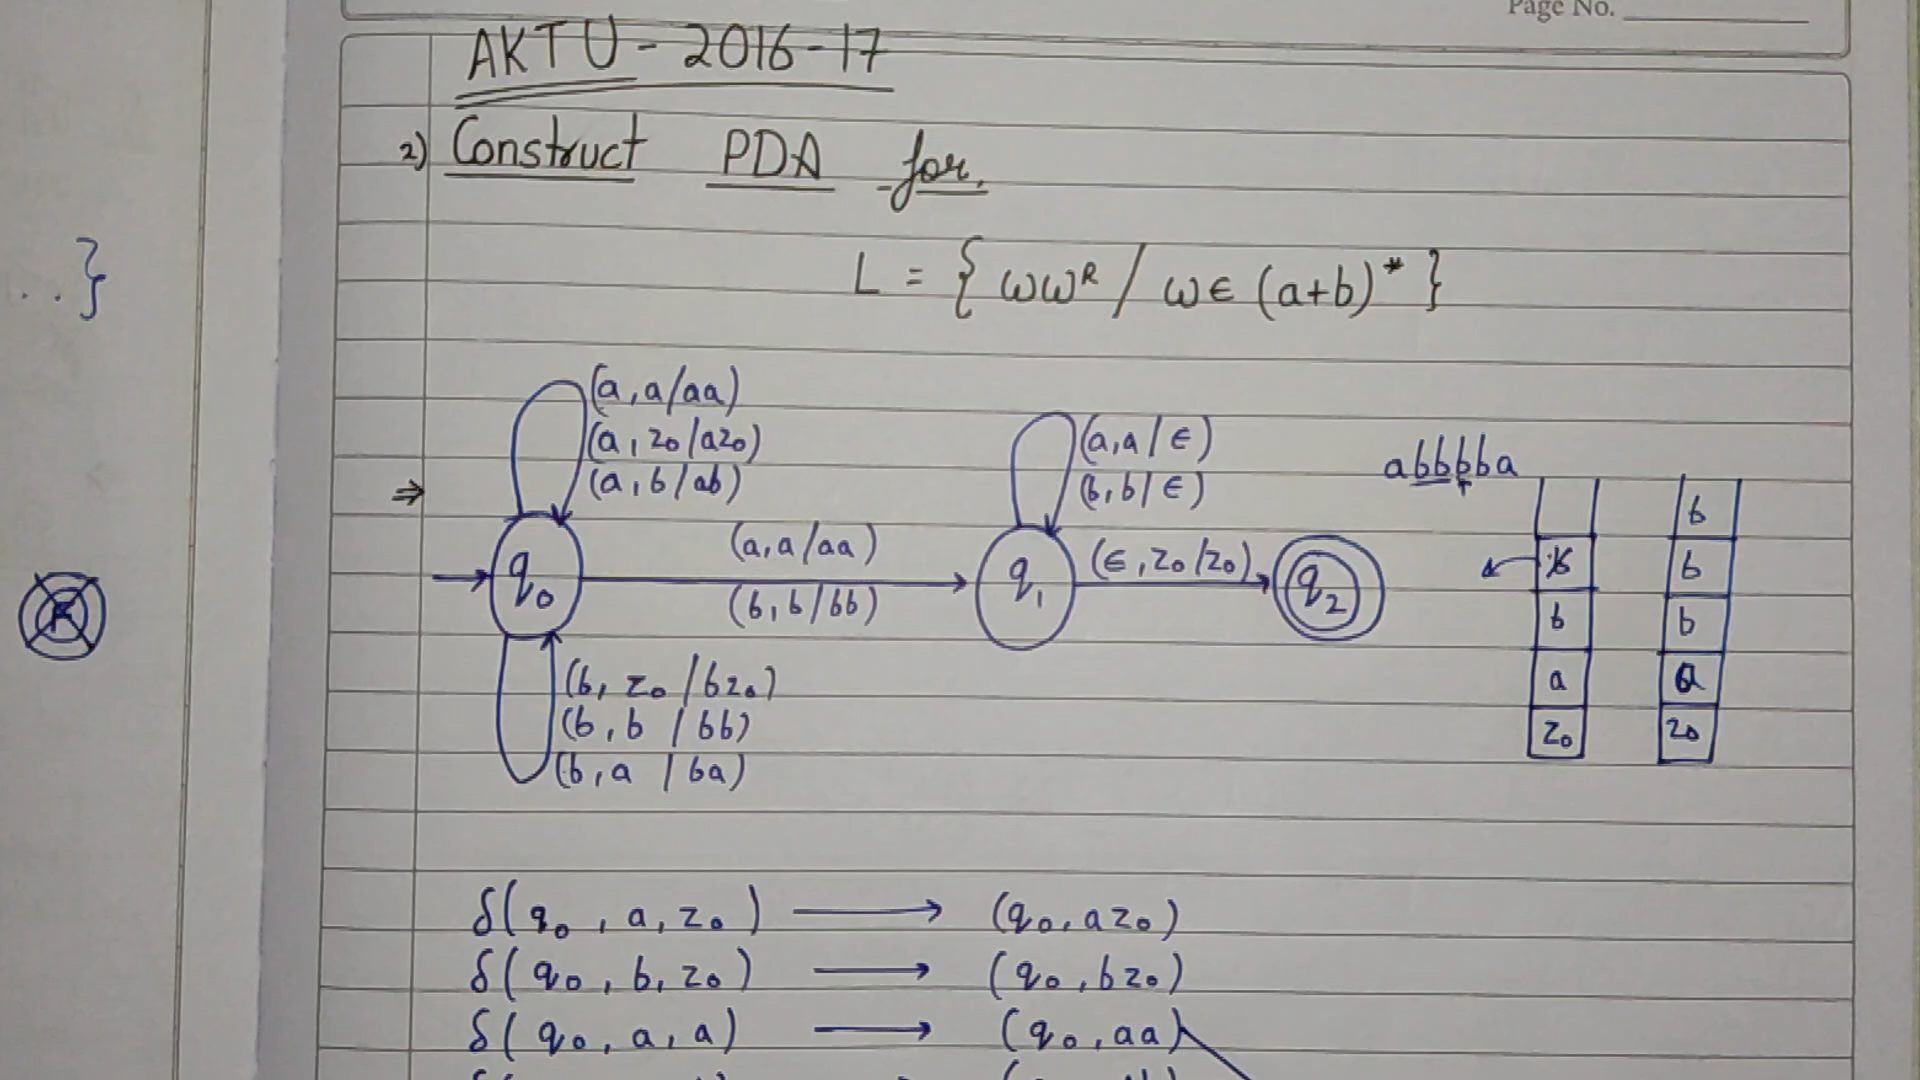 Page No.
AKTU - 2016-17
2) Construct PDA for.
L = { ωω^R / ω ∈ (a+b)* }
..}
(a, a/aa)
(a, z₀/az₀)
(a, b/ab)
(a, a/ε)
(b, b/ε)
abbbba
⇒
q₀
(a, a/aa)
(b, b/bb)
q₁
(ε, z₀/z₀)
q₂
(b, z₀/bz₀)
(b, b/bb)
(b, a/ba)
b
b
a
z₀
b
b
b
a
z₀
δ(q₀, a, z₀) ⟶ (q₀, az₀)
δ(q₀, b, z₀) ⟶ (q₀, bz₀)
δ(q₀, a, a) ⟶ (q₀, aa)